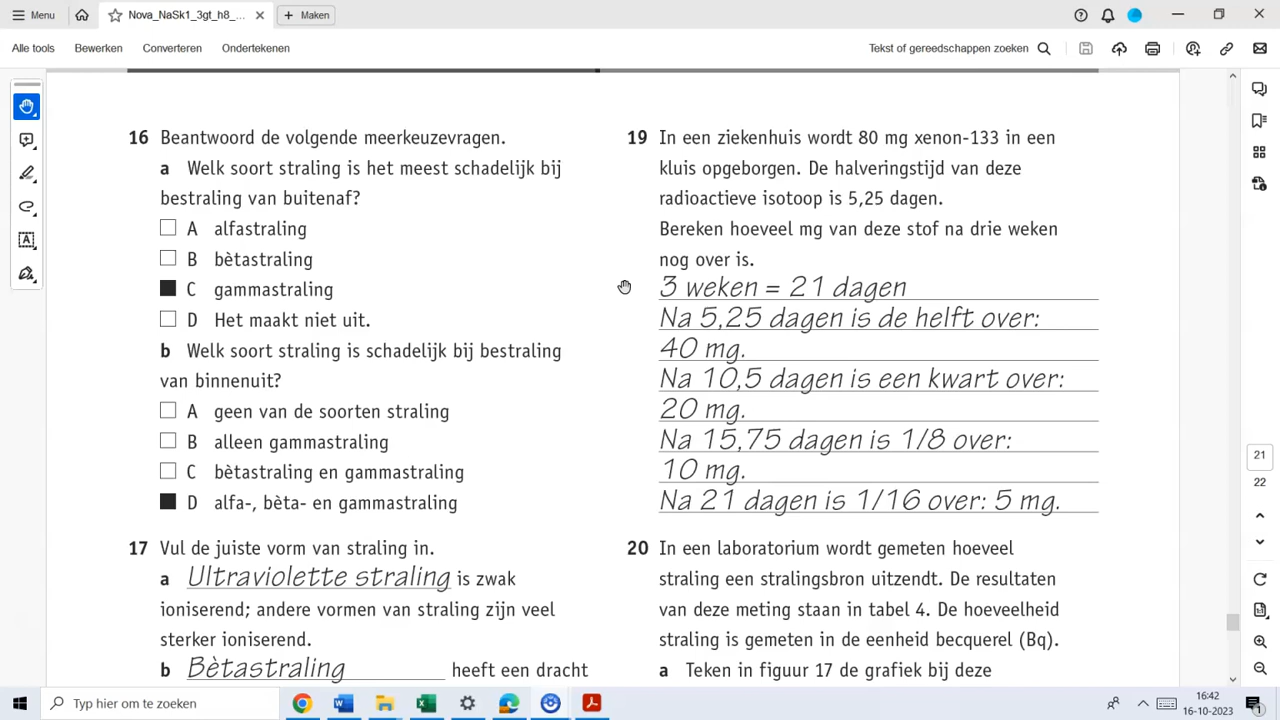 Menu
Nova_NaSk1_3gt_h8_...
Maken
Alle tools
Bewerken
Converteren
Ondertekenen
Tekst of gereedschappen zoeken
16 Beantwoord de volgende meerkeuzevragen.
a Welk soort straling is het meest schadelijk bij
bestraling van buitenaf?
A alfastraling
B bètastraling
C gammastraling
D Het maakt niet uit.
b Welk soort straling is schadelijk bij bestraling
van binnenuit?
A geen van de soorten straling
B alleen gammastraling
C bètastraling en gammastraling
D alfa-, bèta- en gammastraling
17 Vul de juiste vorm van straling in.
a Ultraviolette straling is zwak
ioniserend; andere vormen van straling zijn veel
sterker ioniserend.
b Bètastraling heeft een dracht
19 In een ziekenhuis wordt 80 mg xenon-133 in een
kluis opgeborgen. De halveringstijd van deze
radioactieve isotoop is 5,25 dagen.
Bereken hoeveel mg van deze stof na drie weken
nog over is.
3 weken = 21 dagen
Na 5,25 dagen is de helft over:
40 mg.
Na 10,5 dagen is een kwart over:
20 mg.
Na 15,75 dagen is 1/8 over:
10 mg.
Na 21 dagen is 1/16 over: 5 mg.
20 In een laboratorium wordt gemeten hoeveel
straling een stralingsbron uitzendt. De resultaten
van deze meting staan in tabel 4. De hoeveelheid
straling is gemeten in de eenheid becquerel (Bq).
a Teken in figuur 17 de grafiek bij deze
21
22
Typ hier om te zoeken
16:42
16-10-2023
1